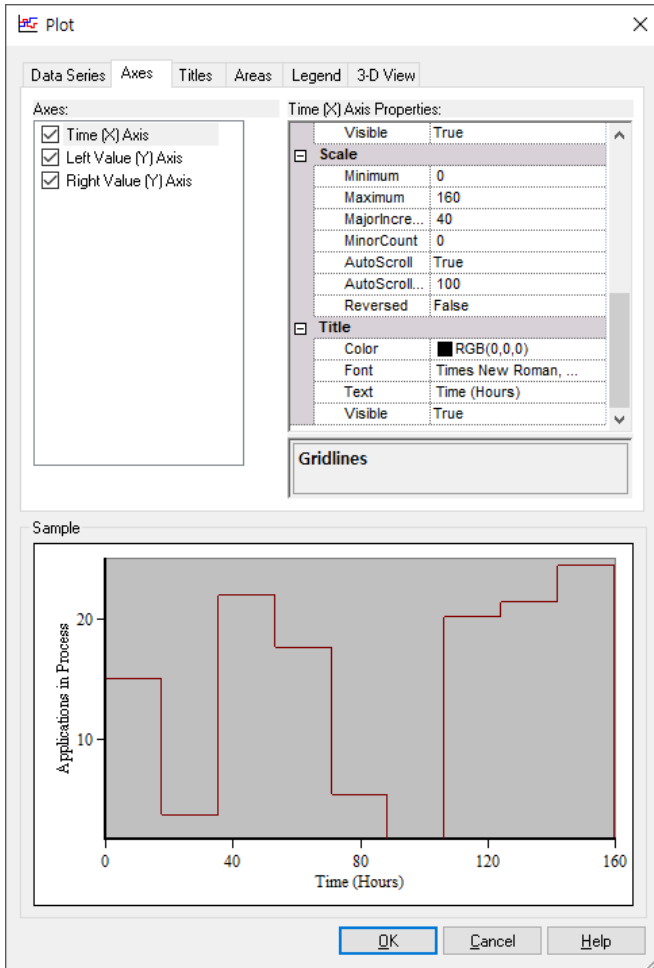 Plot
Data Series Axes Titles Areas Legend 3-D View
Axes:
Time (X) Axis
Left Value (Y) Axis
Right Value (Y) Axis
Time (X) Axis Properties:
Visible True
Scale
Minimum 0
Maximum 160
MajorIncre... 40
MinorCount 0
AutoScroll True
AutoScroll... 100
Reversed False
Title
Color RGB(0,0,0)
Font Times New Roman, ...
Text Time (Hours)
Visible True
Gridlines
Sample
Applications in Process
20
10
0 40 80 120 160
Time (Hours)
OK Cancel Help